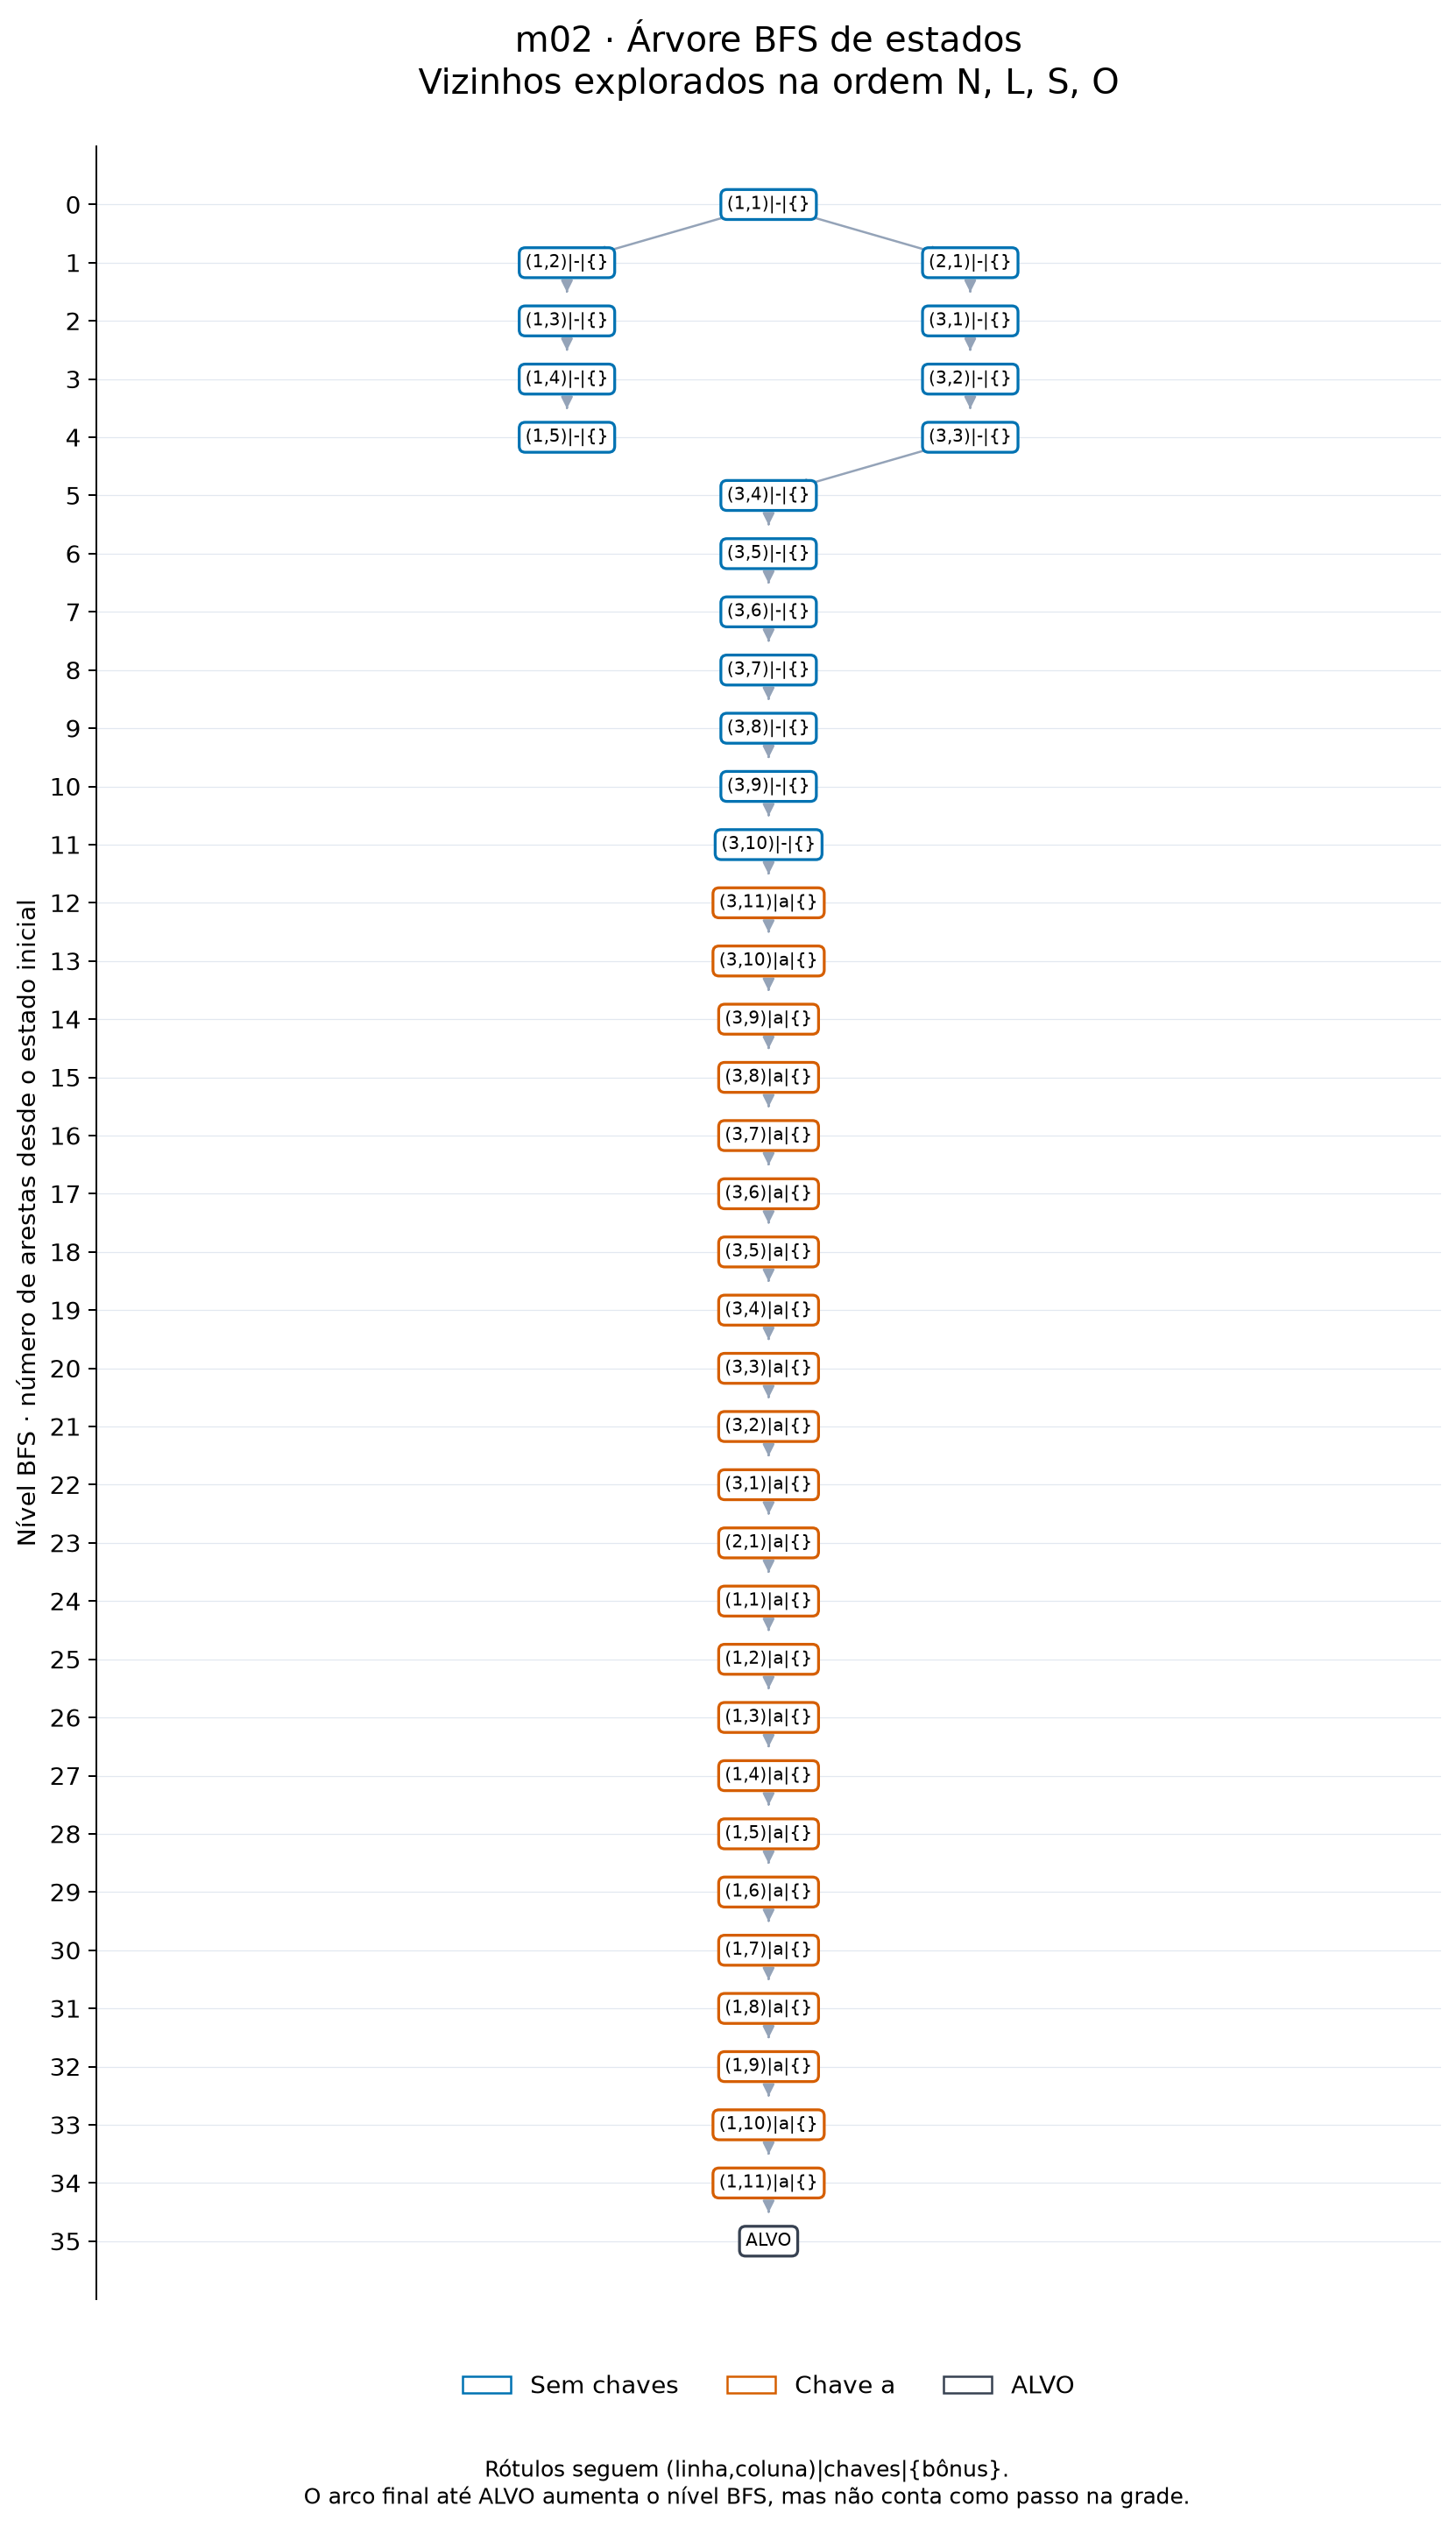 m02 · Árvore BFS de estados
Vizinhos explorados na ordem N, L, S, O
Nível BFS · número de arestas desde o estado inicial
0 (1,1)|-|{}
1 (1,2)|-|{} (2,1)|-|{}
2 (1,3)|-|{} (3,1)|-|{}
3 (1,4)|-|{} (3,2)|-|{}
4 (1,5)|-|{} (3,3)|-|{}
5 (3,4)|-|{}
6 (3,5)|-|{}
7 (3,6)|-|{}
8 (3,7)|-|{}
9 (3,8)|-|{}
10 (3,9)|-|{}
11 (3,10)|-|{}
12 (3,11)|a|{}
13 (3,10)|a|{}
14 (3,9)|a|{}
15 (3,8)|a|{}
16 (3,7)|a|{}
17 (3,6)|a|{}
18 (3,5)|a|{}
19 (3,4)|a|{}
20 (3,3)|a|{}
21 (3,2)|a|{}
22 (3,1)|a|{}
23 (2,1)|a|{}
24 (1,1)|a|{}
25 (1,2)|a|{}
26 (1,3)|a|{}
27 (1,4)|a|{}
28 (1,5)|a|{}
29 (1,6)|a|{}
30 (1,7)|a|{}
31 (1,8)|a|{}
32 (1,9)|a|{}
33 (1,10)|a|{}
34 (1,11)|a|{}
35 ALVO
Sem chaves Chave a ALVO
Rótulos seguem (linha,coluna)|chaves|{bônus}.
O arco final até ALVO aumenta o nível BFS, mas não conta como passo na grade.